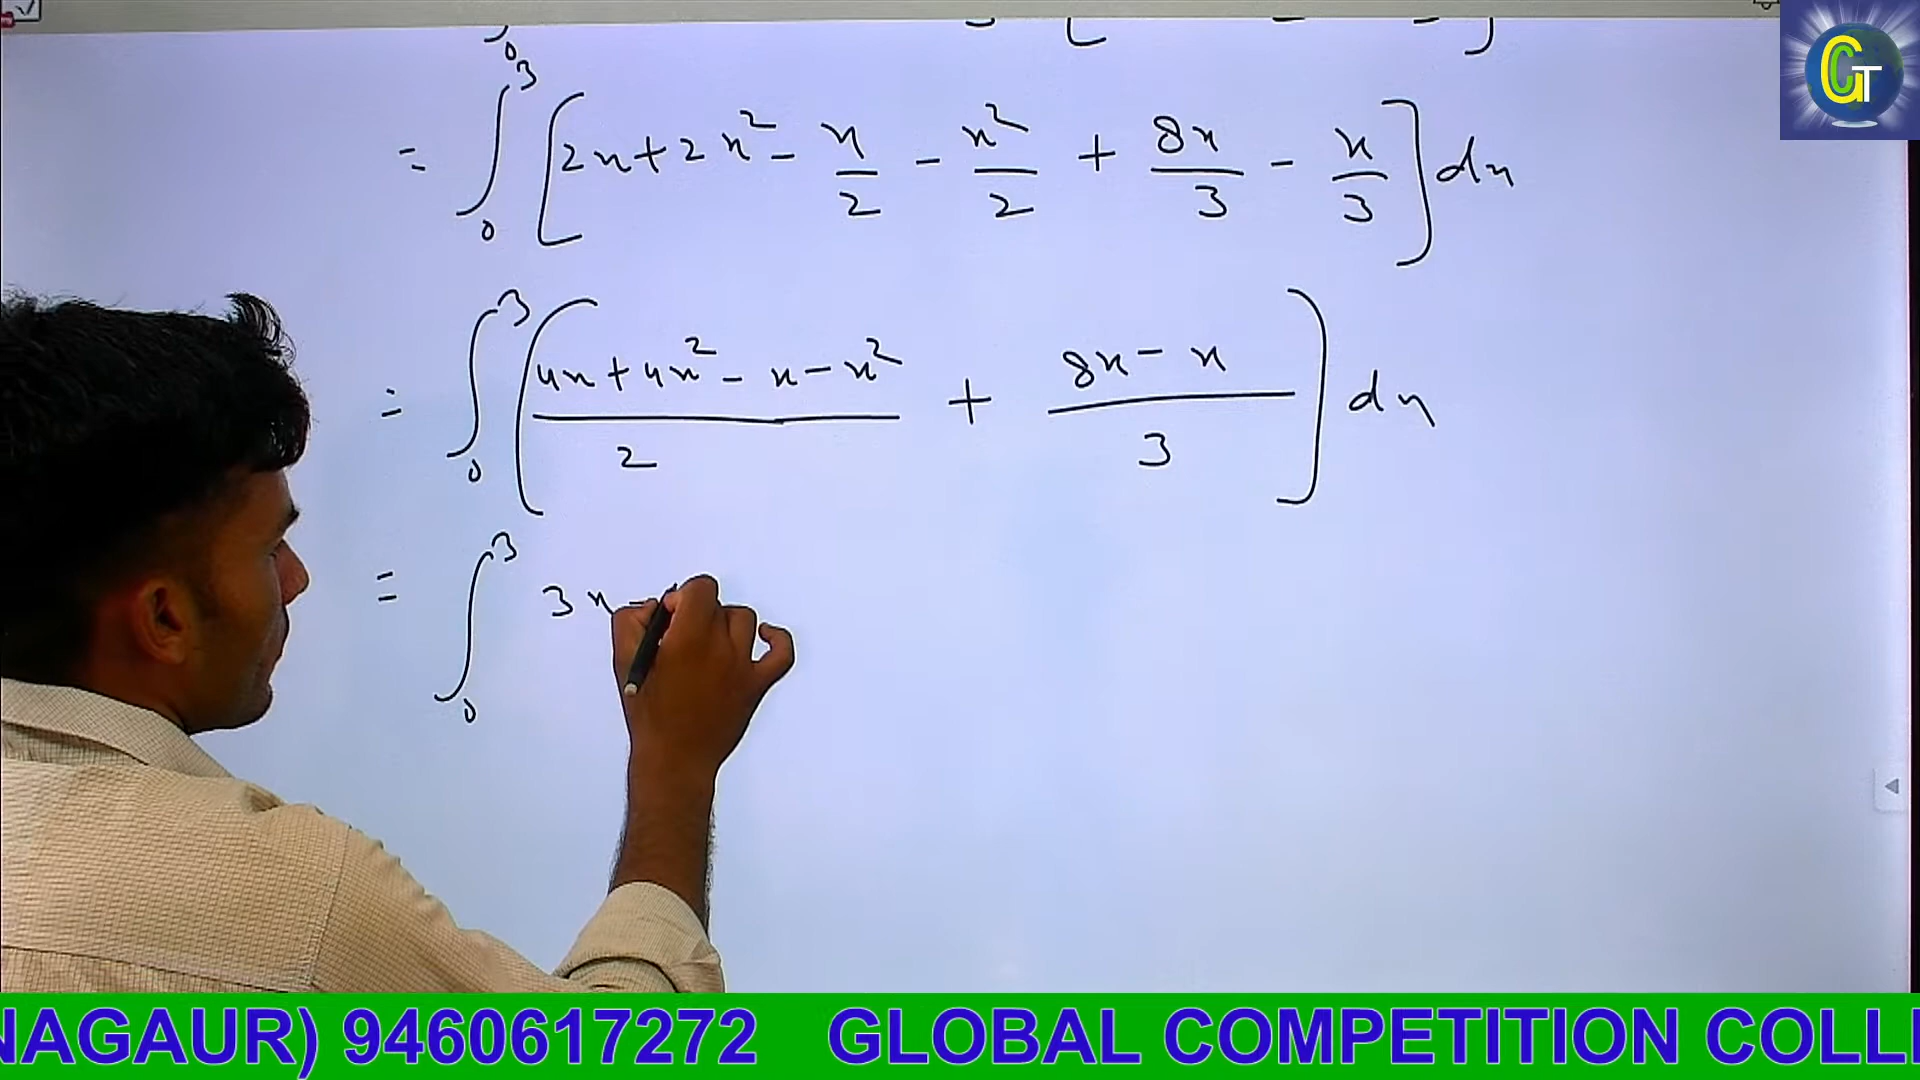 = ∫₀³ [2x + 2x² - x/2 - x²/2 + 8x/3 - x/3] dx
= ∫₀³ [(4x + 4x² - x - x²)/2 + (8x - x)/3] dx
= ∫₀³ 3x
GT
NAGAUR) 9460617272 GLOBAL COMPETITION COLL